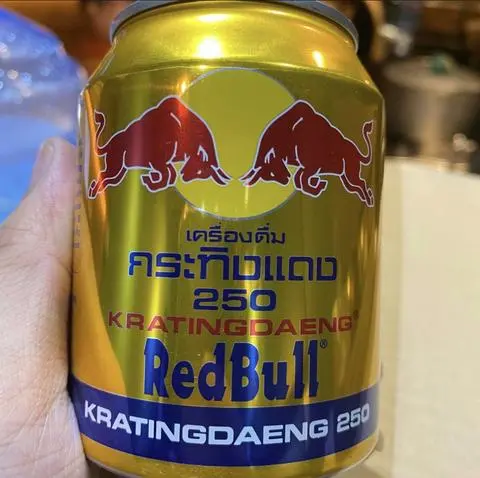 เครื่องดื่ม
กระทิงแดง
250
KRATINGDAENG®
RedBull®
KRATINGDAENG 250